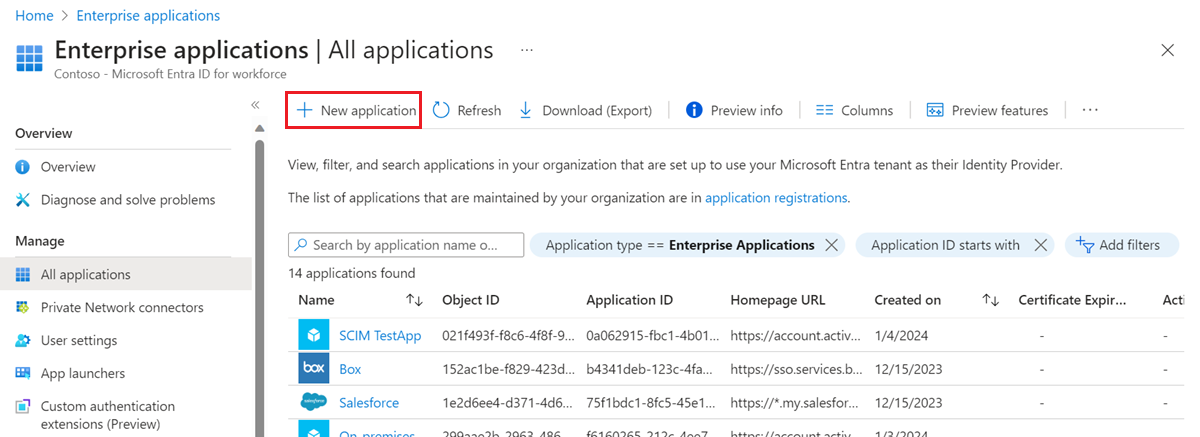 Home > Enterprise applications
Enterprise applications | All applications ...
Contoso - Microsoft Entra ID for workforce
Overview
Overview
Diagnose and solve problems
Manage
All applications
Private Network connectors
User settings
App launchers
Custom authentication
extensions (Preview)
New application Refresh Download (Export) Preview info Columns Preview features ...
View, filter, and search applications in your organization that are set up to use your Microsoft Entra tenant as their Identity Provider.
The list of applications that are maintained by your organization are in application registrations.
Search by application name o... Application type == Enterprise Applications Application ID starts with Add filters
14 applications found
Name Object ID Application ID Homepage URL Created on Certificate Expir... Acti
SCIM TestApp 021f493f-f8c6-4f8f-9... 0a062915-fbc1-4b01... https://account.activ... 1/4/2024 - -
box Box 152ac1be-f829-423d... b4341deb-123c-4fa... https://sso.services.b... 12/15/2023 - -
salesforce Salesforce 1e2d6ee4-d371-4d6... 75f1bdc1-8fc5-45e1... https://*.my.salesfor... 12/15/2023 - -
On-premises 299aae2b-2963-486... f6160265-212c-4ee7... https://account.activ... 1/3/2024 - -